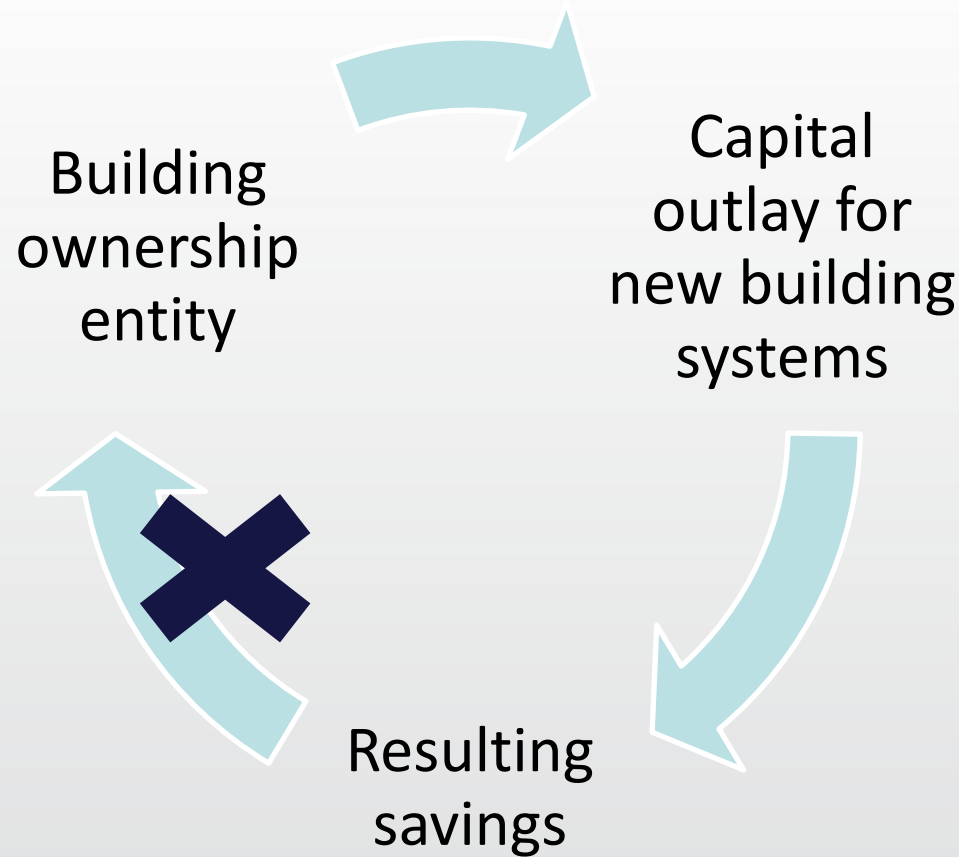 Building
ownership
entity
Capital
outlay for
new building
systems
Resulting
savings